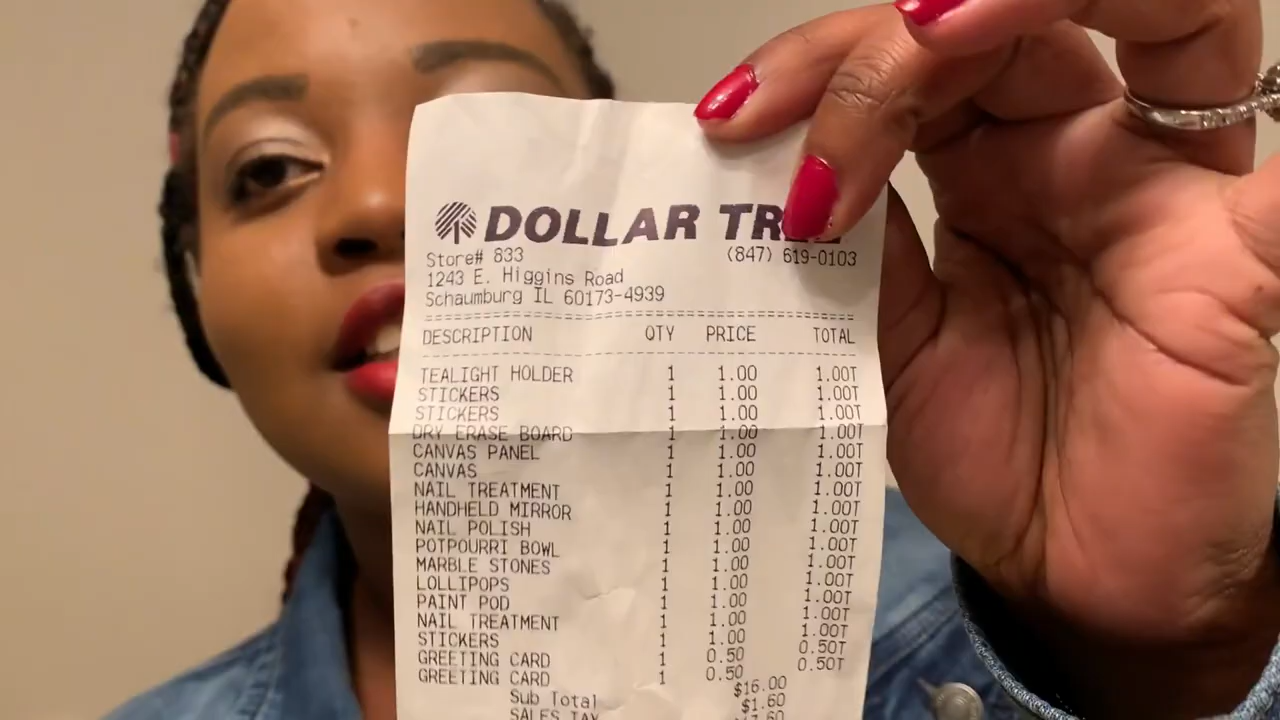 DOLLAR TREE
Store# 833 (847) 619-0103
1243 E. Higgins Road
Schaumburg IL 60173-4939
DESCRIPTION QTY PRICE TOTAL
TEALIGHT HOLDER 1 1.00 1.00T
STICKERS 1 1.00 1.00T
STICKERS 1 1.00 1.00T
DRY ERASE BOARD 1 1.00 1.00T
CANVAS PANEL 1 1.00 1.00T
CANVAS 1 1.00 1.00T
NAIL TREATMENT 1 1.00 1.00T
HANDHELD MIRROR 1 1.00 1.00T
NAIL POLISH 1 1.00 1.00T
POTPOURRI BOWL 1 1.00 1.00T
MARBLE STONES 1 1.00 1.00T
LOLLIPOPS 1 1.00 1.00T
PAINT POD 1 1.00 1.00T
NAIL TREATMENT 1 1.00 1.00T
STICKERS 1 1.00 1.00T
GREETING CARD 1 0.50 0.50T
GREETING CARD 1 0.50 0.50T
Sub Total $16.00
SALES TAX $1.60